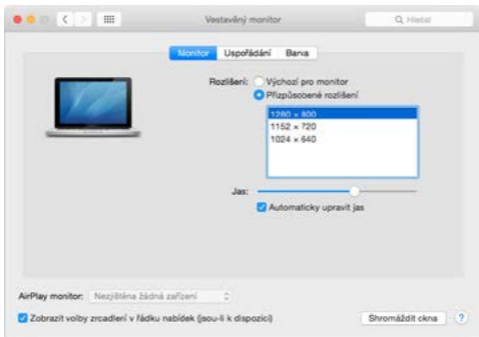 Vestavěný monitor
Hledat
Monitor Uspořádání Barva
Rozlišení: Výchozí pro monitor
Přizpůsobené rozlišení
1280 × 800
1152 × 720
1024 × 640
Jas:
Automaticky upravit jas
AirPlay monitor: Nezjištěna žádná zařízení
Zobrazit volby zrcadlení v řádku nabídek (jsou-li k dispozici)
Shromáždit okna ?